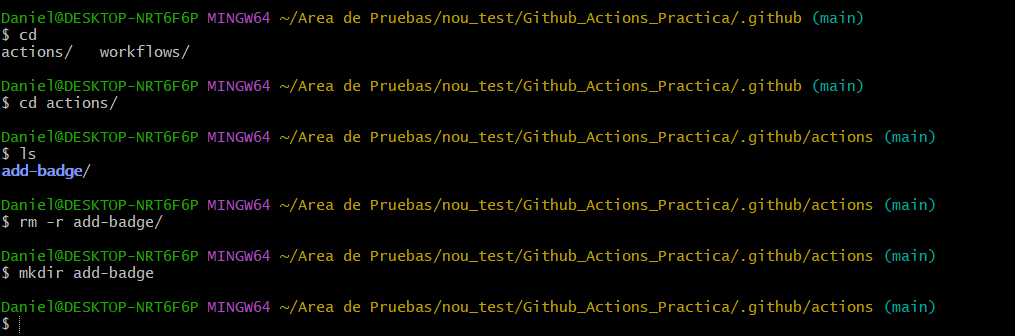 Daniel@DESKTOP-NRT6F6P MINGW64 ~/Area de Pruebas/nou_test/Github_Actions_Practica/.github (main)
$ cd
actions/   workflows/
Daniel@DESKTOP-NRT6F6P MINGW64 ~/Area de Pruebas/nou_test/Github_Actions_Practica/.github (main)
$ cd actions/
Daniel@DESKTOP-NRT6F6P MINGW64 ~/Area de Pruebas/nou_test/Github_Actions_Practica/.github/actions (main)
$ ls
add-badge/
Daniel@DESKTOP-NRT6F6P MINGW64 ~/Area de Pruebas/nou_test/Github_Actions_Practica/.github/actions (main)
$ rm -r add-badge/
Daniel@DESKTOP-NRT6F6P MINGW64 ~/Area de Pruebas/nou_test/Github_Actions_Practica/.github/actions (main)
$ mkdir add-badge
Daniel@DESKTOP-NRT6F6P MINGW64 ~/Area de Pruebas/nou_test/Github_Actions_Practica/.github/actions (main)
$